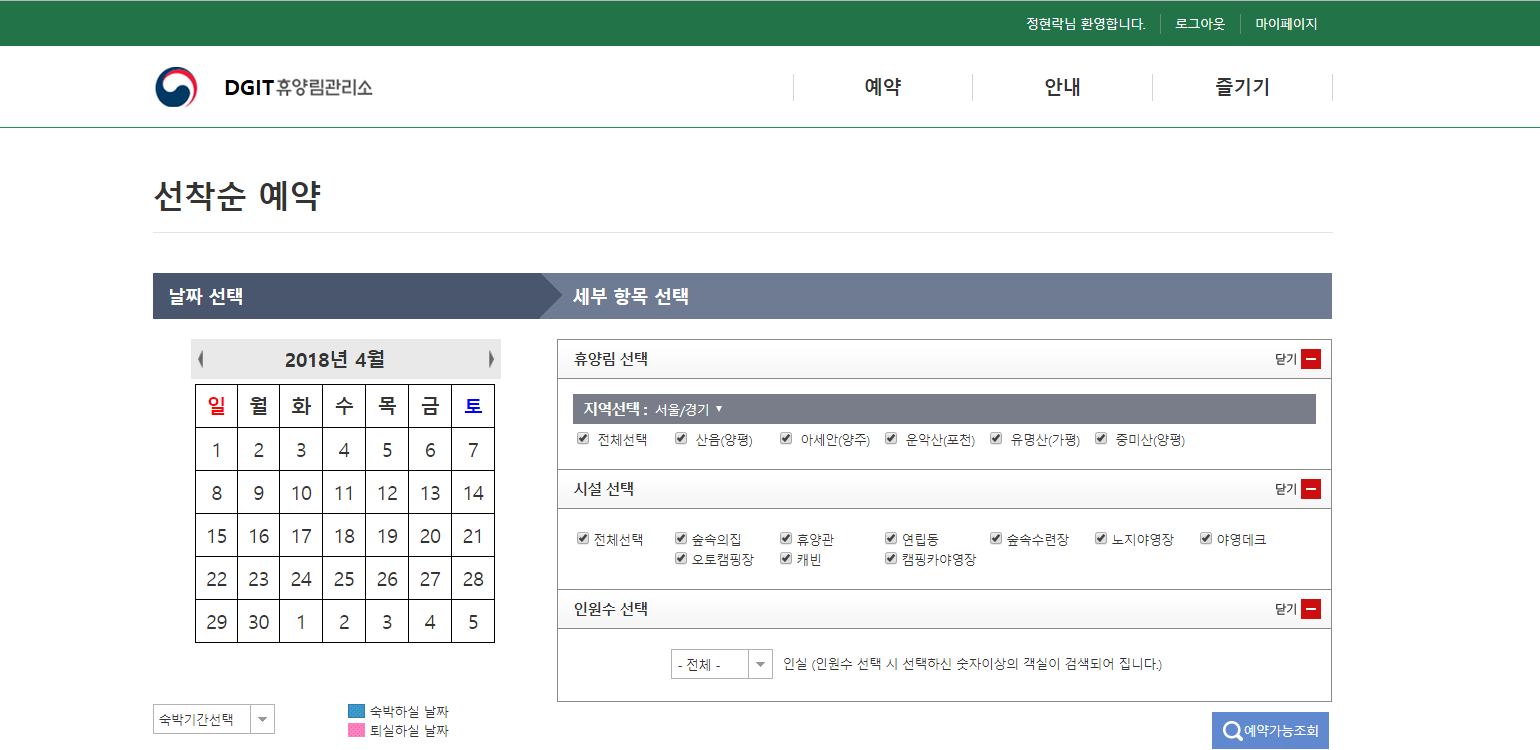 정현락님 환영합니다. 로그아웃 마이페이지
DGIT휴양림관리소 예약 안내 즐기기
선착순 예약
날짜 선택 세부 항목 선택
2018년 4월
일 월 화 수 목 금 토
1 2 3 4 5 6 7
8 9 10 11 12 13 14
15 16 17 18 19 20 21
22 23 24 25 26 27 28
29 30 1 2 3 4 5
숙박기간선택
숙박하실 날짜
퇴실하실 날짜
휴양림 선택 닫기
지역선택 : 서울/경기 ▼
전체선택 산음(양평) 아세안(양주) 운악산(포천) 유명산(가평) 중미산(양평)
시설 선택 닫기
전체선택 숲속의집 휴양관 연립동 숲속수련장 노지야영장 야영데크
오토캠핑장 캐빈 캠핑카야영장
인원수 선택 닫기
- 전체 - 인실 (인원수 선택 시 선택하신 숫자이상의 객실이 검색되어 집니다.)
예약가능조회